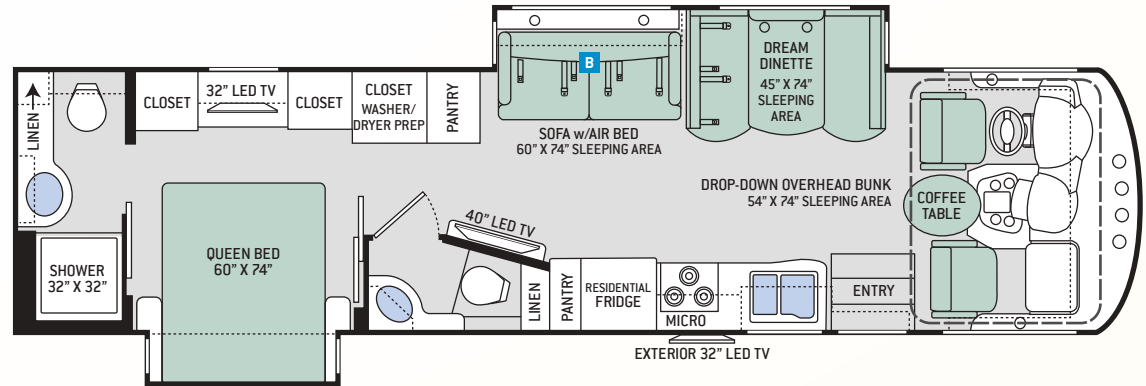 LINEN
CLOSET
32" LED TV
CLOSET
CLOSET
WASHER/
DRYER PREP
PANTRY
B
SOFA w/AIR BED
60" X 74" SLEEPING AREA
DREAM
DINETTE
45" X 74"
SLEEPING
AREA
DROP-DOWN OVERHEAD BUNK
54" X 74" SLEEPING AREA
COFFEE
TABLE
SHOWER
32" X 32"
QUEEN BED
60" X 74"
40" LED TV
LINEN
PANTRY
RESIDENTIAL
FRIDGE
MICRO
ENTRY
EXTERIOR 32" LED TV